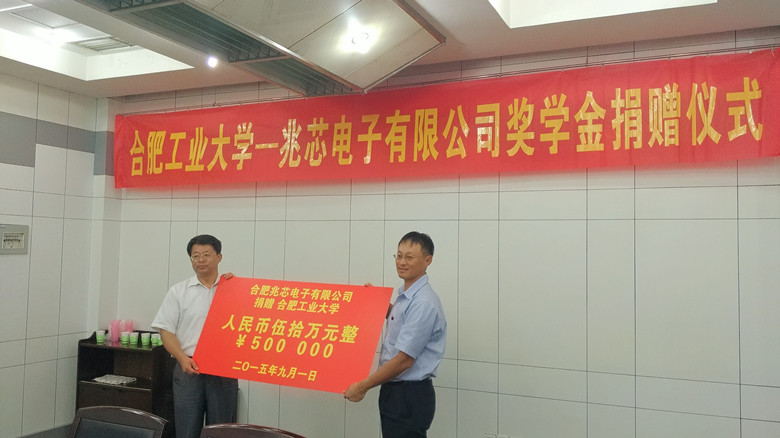 合肥工业大学一兆芯电子有限公司奖学金捐赠仪式
合肥兆芯电子有限公司
捐赠 合肥工业大学
人民币伍拾万元整
¥500 000
二〇一五年九月一日